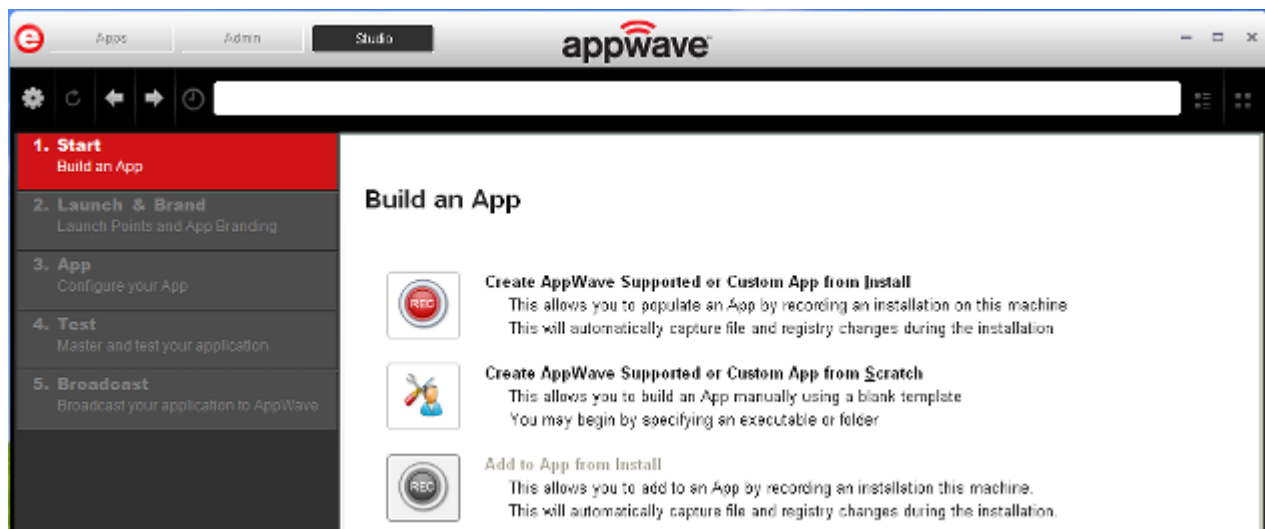 e
Apps Admin Studio appwave
1. Start
Build an App
2. Launch & Brand
Launch Points and App Branding
3. App
Configure your App
4. Test
Master and test your application
5. Broadcast
Broadcast your application to AppWave
Build an App
REC
Create AppWave Supported or Custom App from Install
This allows you to populate an App by recording an installation on this machine
This will automatically capture file and registry changes during the installation
Create AppWave Supported or Custom App from Scratch
This allows you to build an App manually using a blank template
You may begin by specifying an executable or folder
REC
Add to App from Install
This allows you to add to an App by recording an installation this machine.
This will automatically capture file and registry changes during the installation.